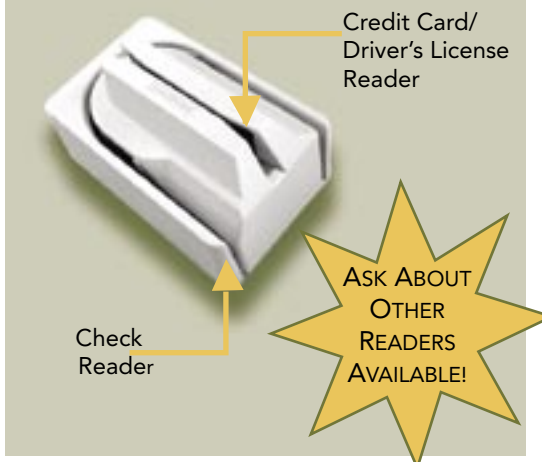 Credit Card/
Driver's License
Reader
Check
Reader
ASK ABOUT
OTHER
READERS
AVAILABLE!